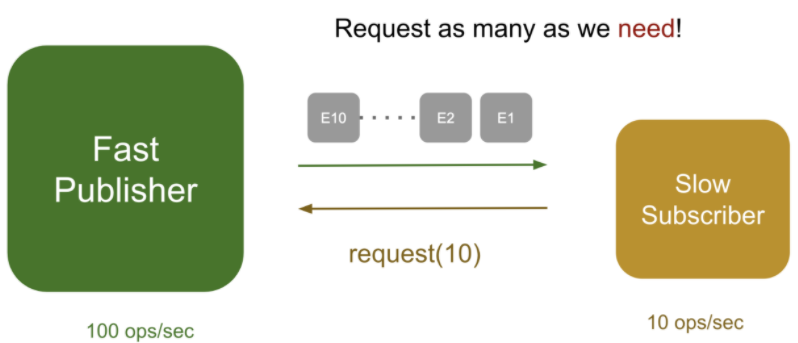 Request as many as we need!
E10
E2
E1
Fast
Publisher
Slow
Subscriber
request(10)
100 ops/sec
10 ops/sec